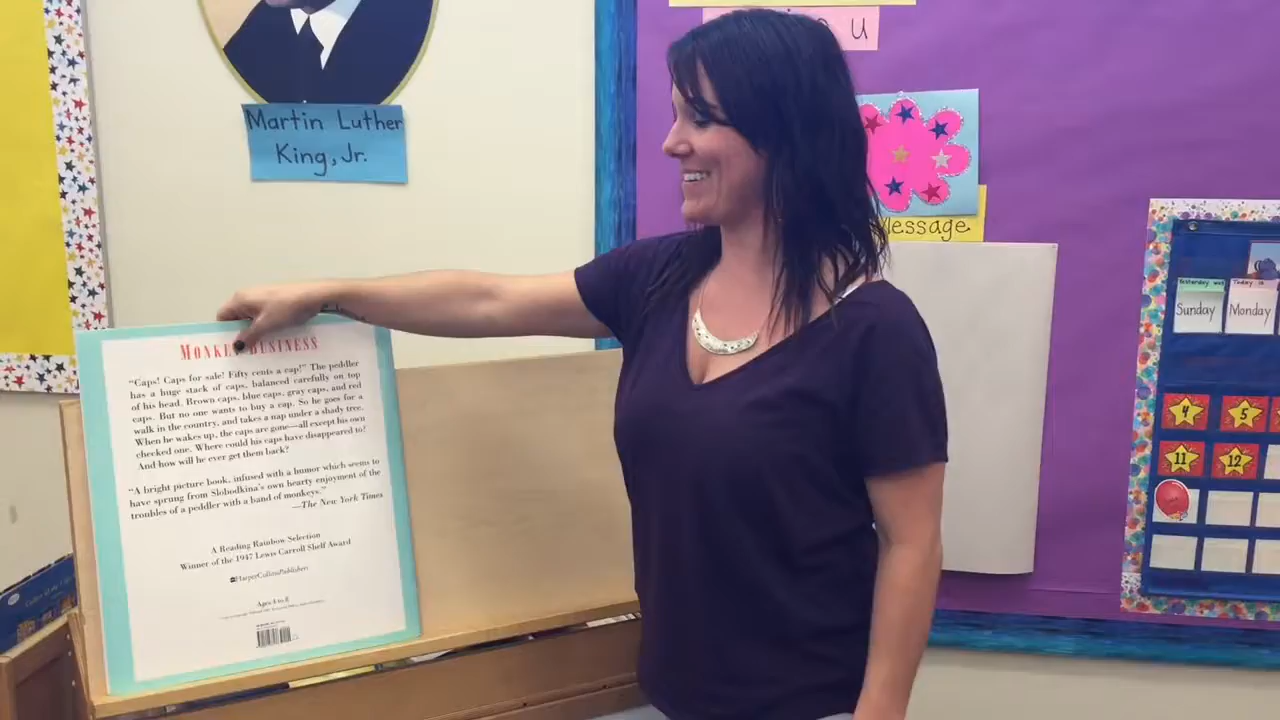 u
Martin Luther
King, Jr.
Message
Yesterday was
Today is
Sunday
Monday
4
5
11
12
MONKEY BUSINESS
"Caps! Caps for sale! Fifty cents a cap!" The peddler
has a huge stack of caps, balanced carefully on top
of his head. Brown caps, blue caps, gray caps, and red
caps. But no one wants to buy a cap. So he goes for a
walk in the country, and takes a nap under a shady tree.
When he wakes up, the caps are gone—all except his own
checked one. Where could his caps have disappeared to?
And how will he ever get them back?
"A bright picture book, infused with a humor which seems to
have sprung from Slobodkina's own hearty enjoyment of the
troubles of a peddler with a band of monkeys."
—The New York Times
A Reading Rainbow Selection
Winner of the 1947 Lewis Carroll Shelf Award
HarperCollinsPublishers
Ages 4 to 8